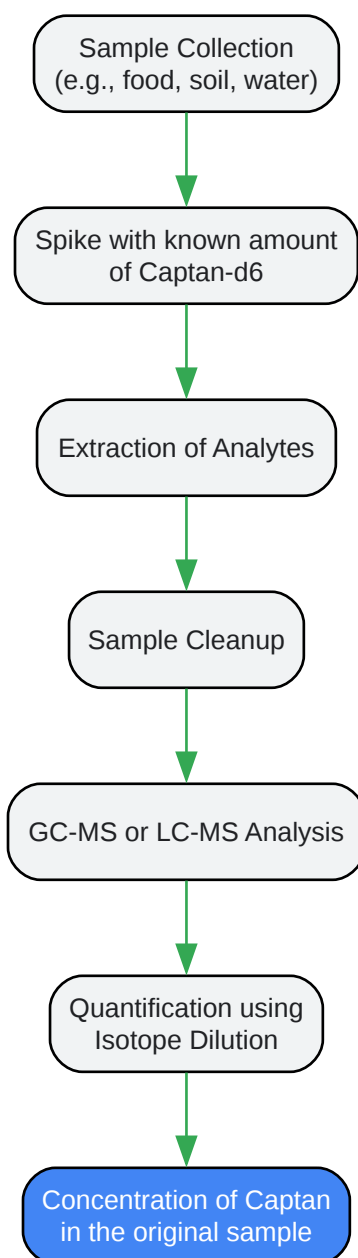 Sample Collection
(e.g., food, soil, water)
Spike with known amount
of Captan-d6
Extraction of Analytes
Sample Cleanup
GC-MS or LC-MS Analysis
Quantification using
Isotope Dilution
Concentration of Captan
in the original sample